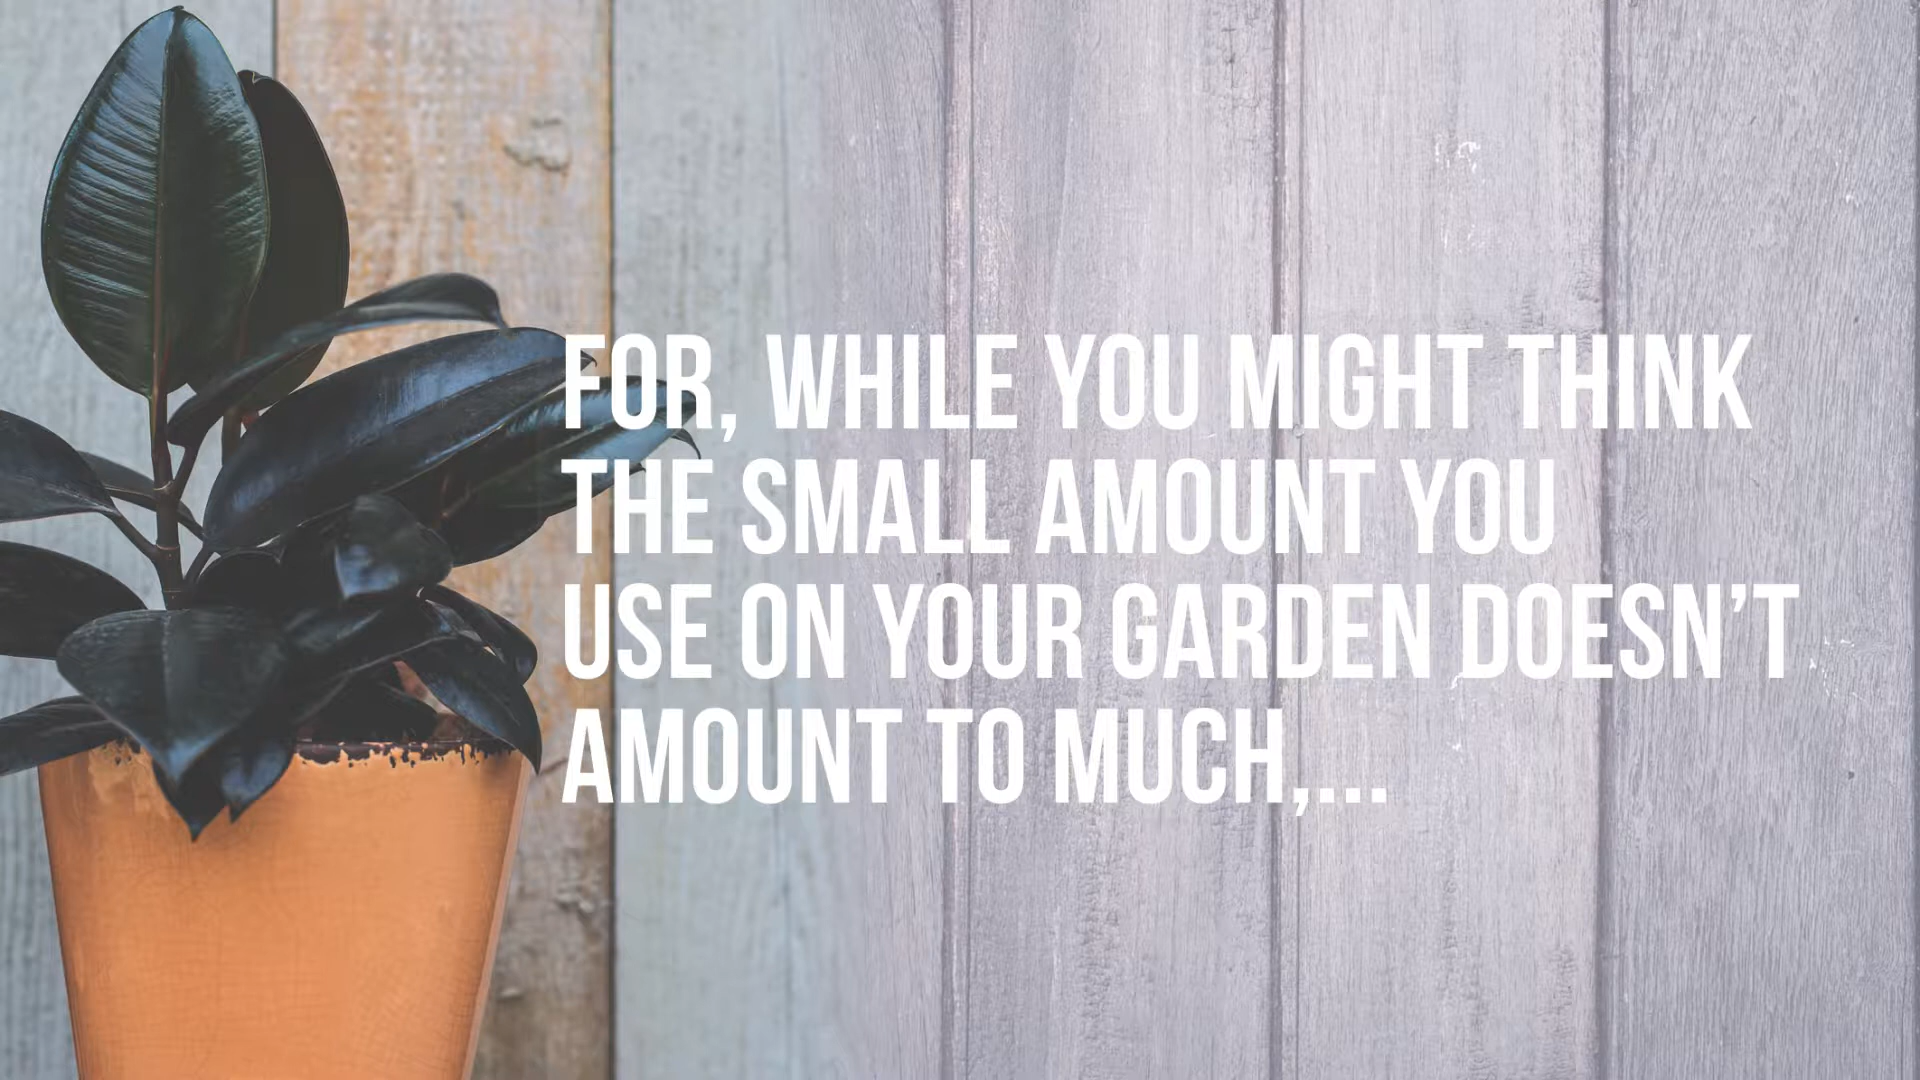 FOR, WHILE YOU MIGHT THINK
THE SMALL AMOUNT YOU
USE ON YOUR GARDEN DOESN’T
AMOUNT TO MUCH,...